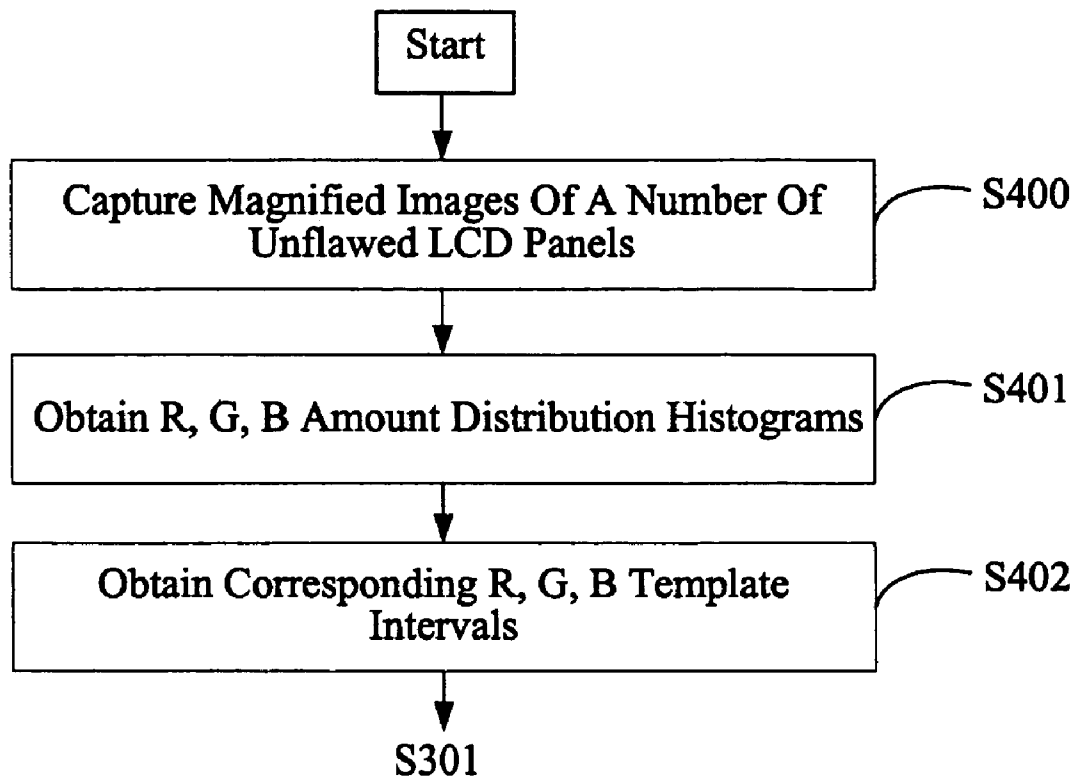 Start
Capture Magnified Images Of A Number Of
Unflawed LCD Panels
S400
Obtain R, G, B Amount Distribution Histograms
S401
Obtain Corresponding R, G, B Template
Intervals
S402
S301